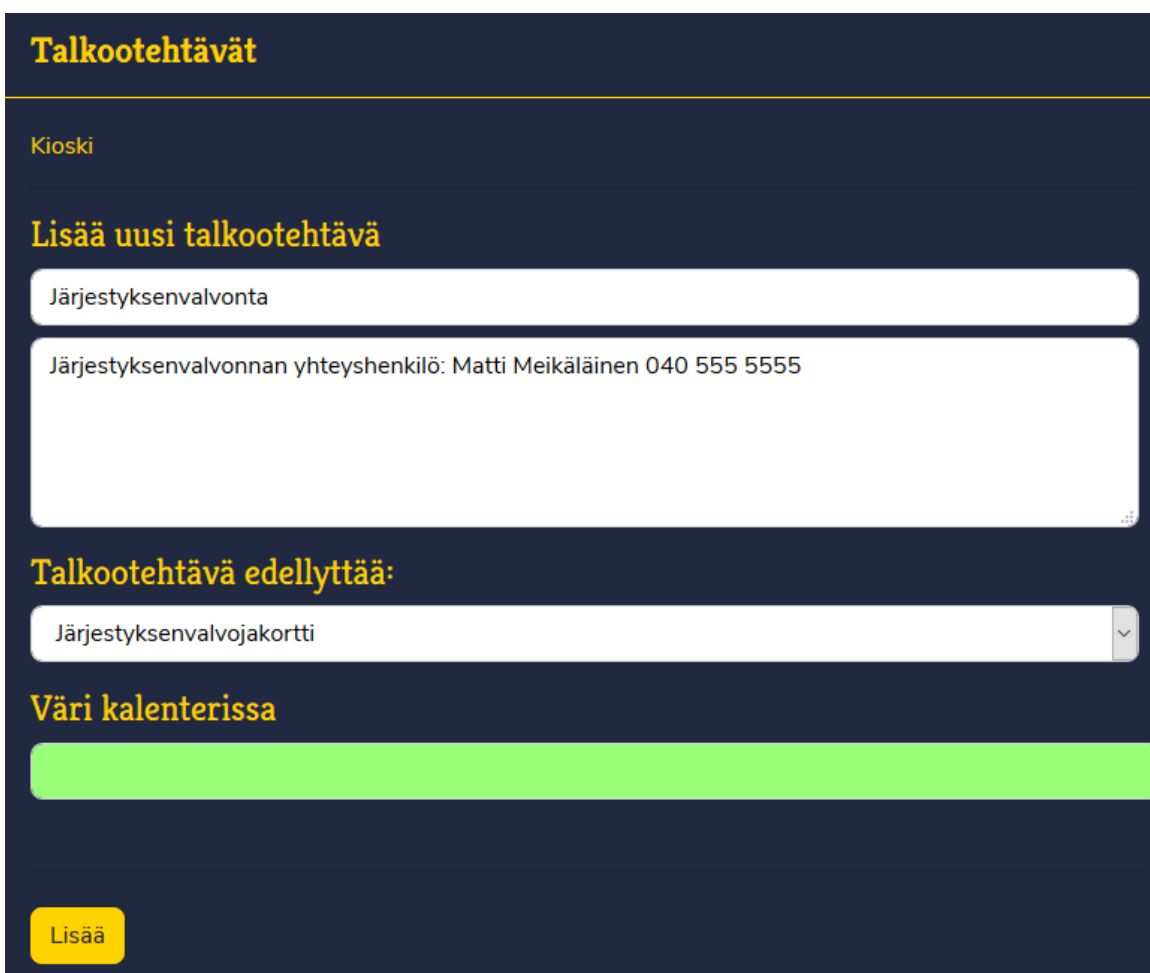 Talkootehtävät
Kioski
Lisää uusi talkootehtävä
Järjestyksenvalvonta
Järjestyksenvalvonnan yhteyshenkilö: Matti Meikäläinen 040 555 5555
Talkootehtävä edellyttää:
Järjestyksenvalvojakortti
Väri kalenterissa
Lisää